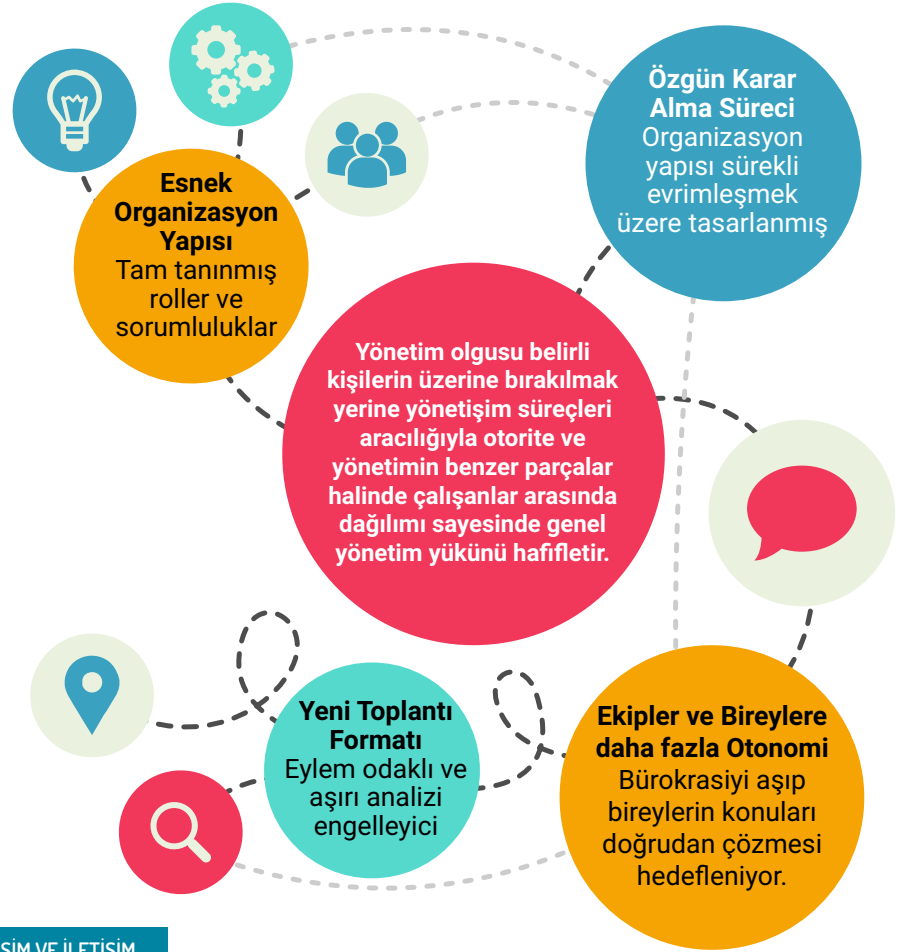 Özgün Karar
Alma Süreci
Organizasyon
yapısı sürekli
evrimleşmek
üzere tasarlanmış
Esnek
Organizasyon
Yapısı
Tam tanınmış
roller ve
sorumluluklar
Yönetim olgusu belirli
kişilerin üzerine bırakılmak
yerine yönetişim süreçleri
aracılığıyla otorite ve
yönetimin benzer parçalar
halinde çalışanlar arasında
dağılımı sayesinde genel
yönetim yükünü hafifletir.
Yeni Toplantı
Formatı
Eylem odaklı ve
aşırı analizi
engelleyici
Ekipler ve Bireylere
daha fazla Otonomi
Bürokrasiyi aşıp
bireylerin konuları
doğrudan çözmesi
hedefleniyor.
VE İLETİŞİM